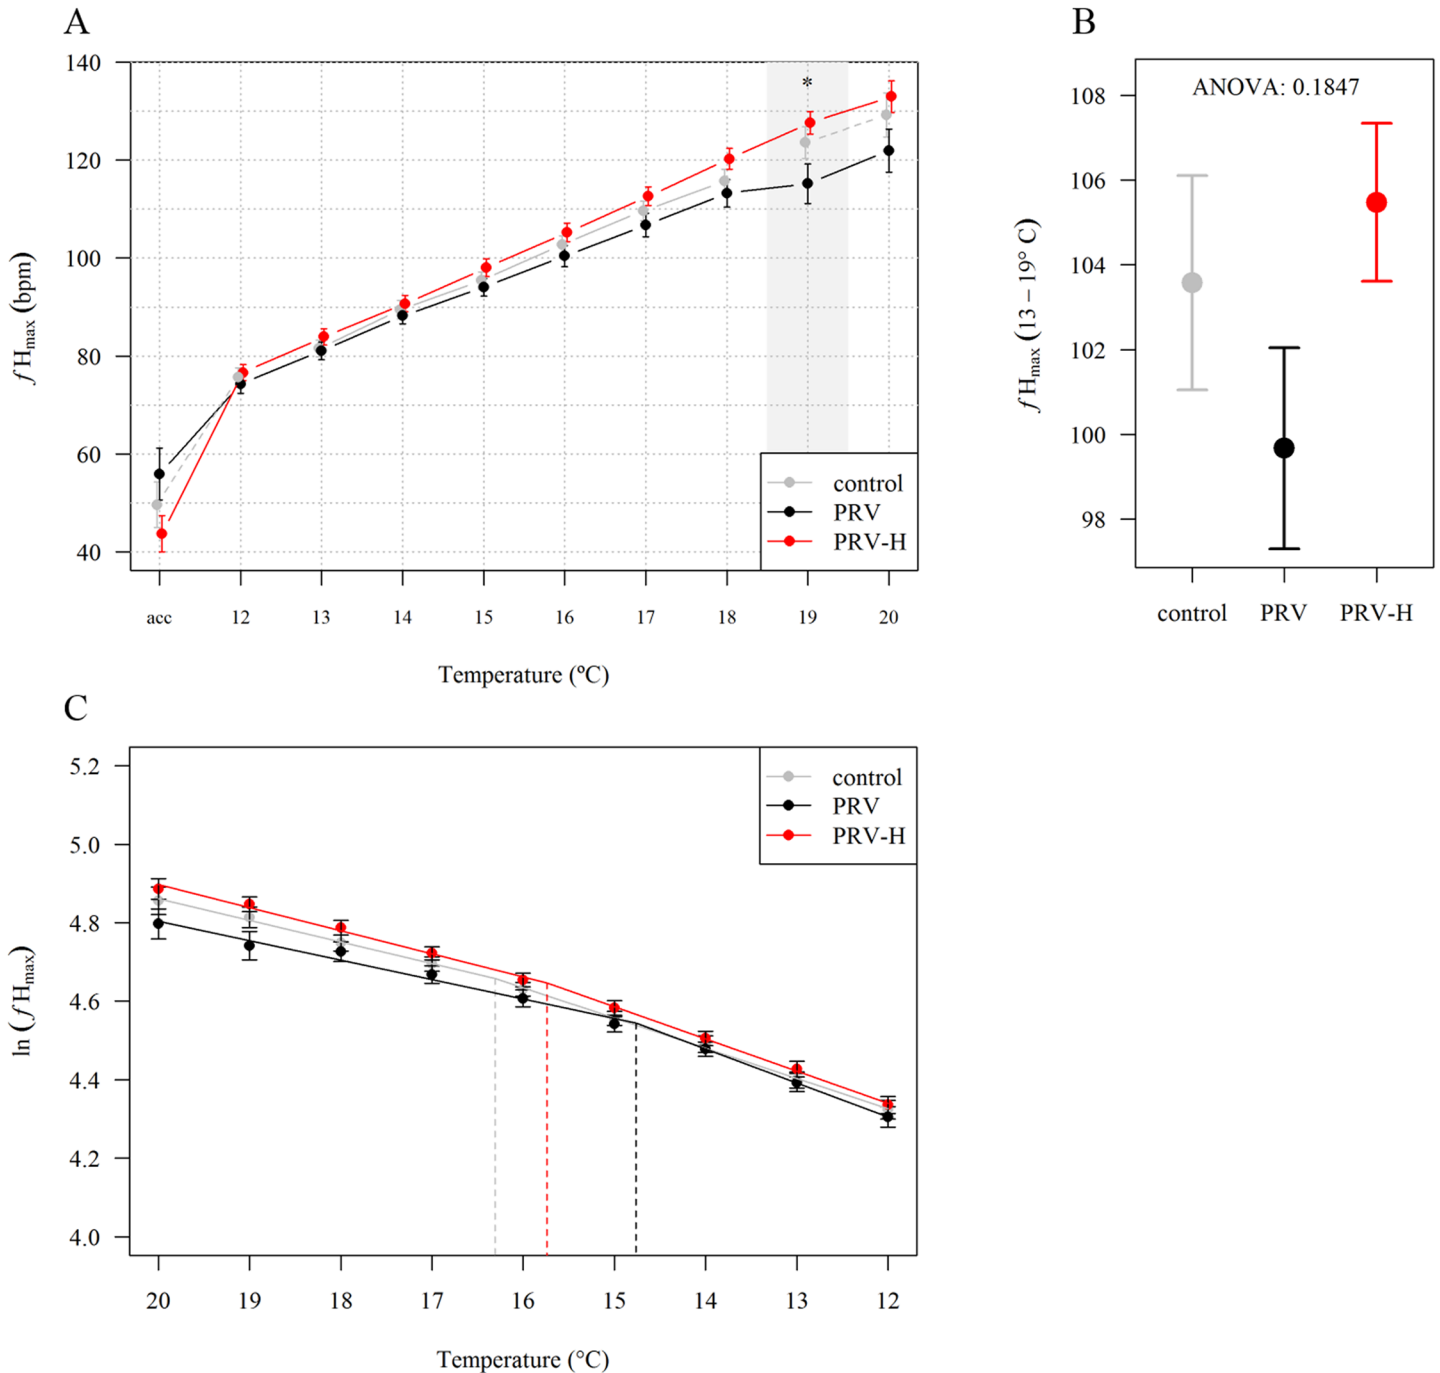 A
140
120
100
80
60
40
fHmax (bpm)
*
control
PRV
PRV-H
acc 12 13 14 15 16 17 18 19 20
Temperature (ºC)
B
ANOVA: 0.1847
108
106
104
102
100
98
fHmax (13 – 19° C)
control PRV PRV-H
C
5.2
5.0
4.8
4.6
4.4
4.2
4.0
ln (fHmax)
control
PRV
PRV-H
20 19 18 17 16 15 14 13 12
Temperature (°C)